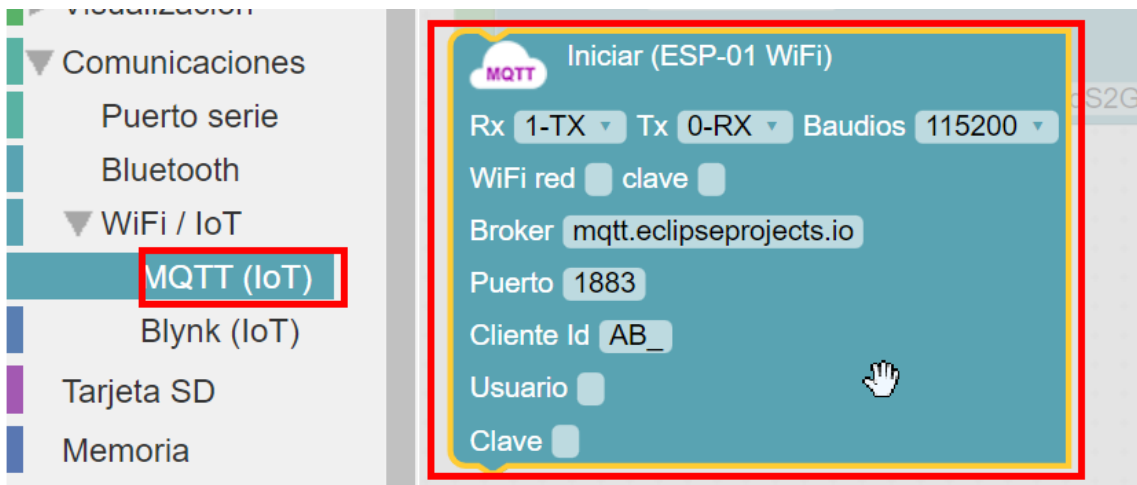 Visualización
Comunicaciones
Puerto serie
Bluetooth
WiFi / IoT
MQTT (IoT)
Blynk (IoT)
Tarjeta SD
Memoria
MQTT Iniciar (ESP-01 WiFi)
Rx 1-TX Tx 0-RX Baudios 115200
WiFi red clave
Broker mqtt.eclipseprojects.io
Puerto 1883
Cliente Id AB_
Usuario
Clave